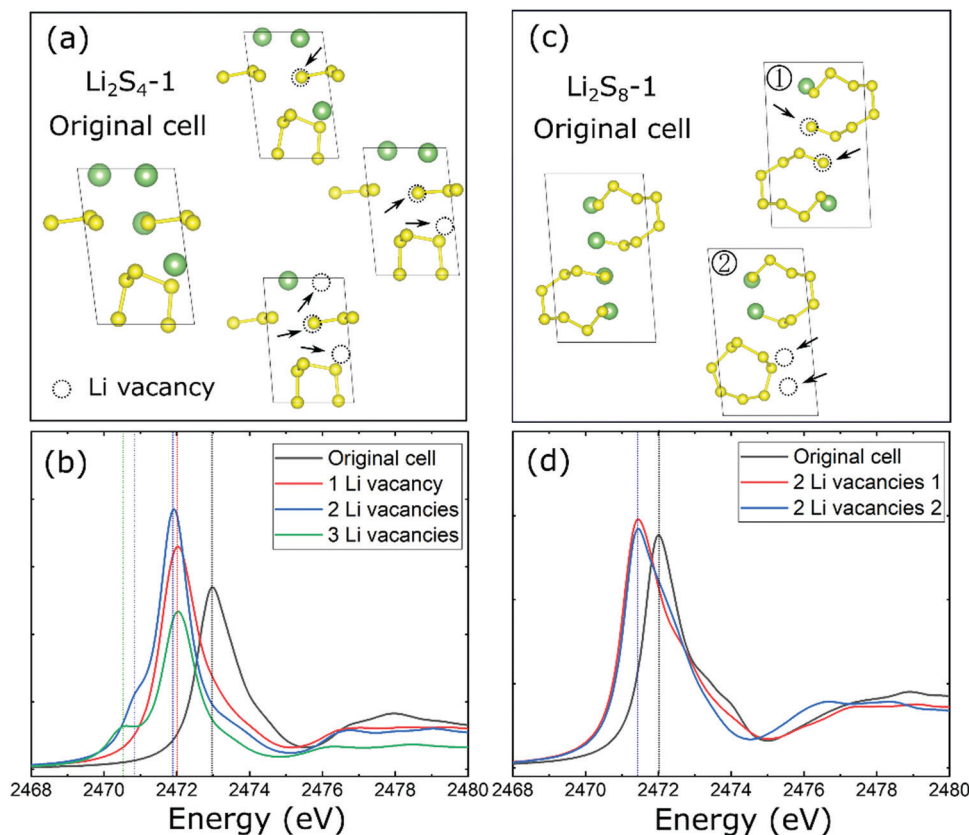 (a)
Li₂S₄-1
Original cell
Li vacancy
(c)
Li₂S₈-1
Original cell
①
②
(b)
Original cell
1 Li vacancy
2 Li vacancies
3 Li vacancies
2468 2470 2472 2474 2476 2478 2480
Energy (eV)
(d)
Original cell
2 Li vacancies 1
2 Li vacancies 2
2468 2470 2472 2474 2476 2478 2480
Energy (eV)